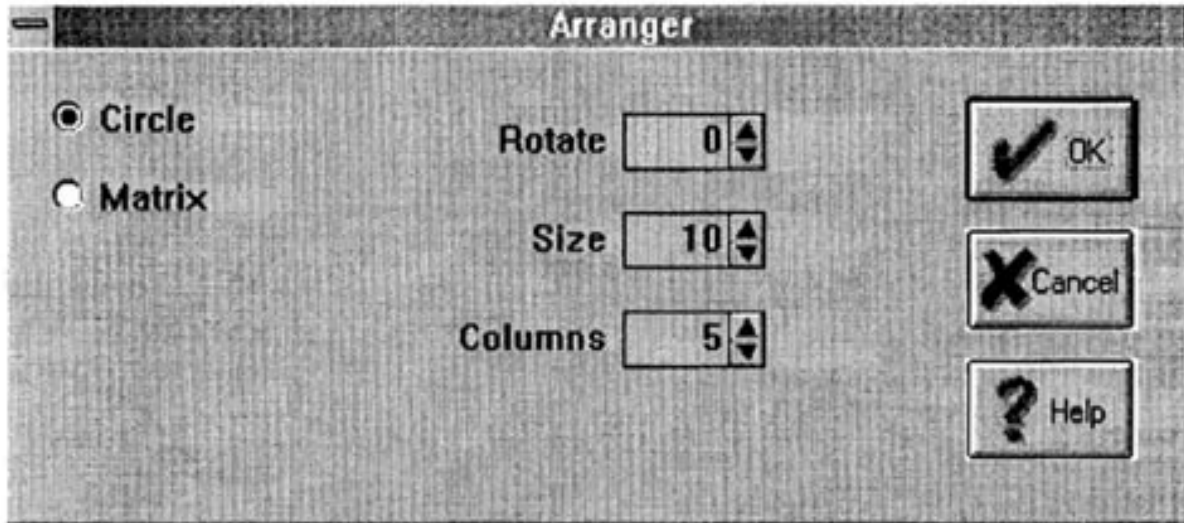 Arranger
Circle
Matrix
Rotate 0
Size 10
Columns 5
OK
Cancel
? Help